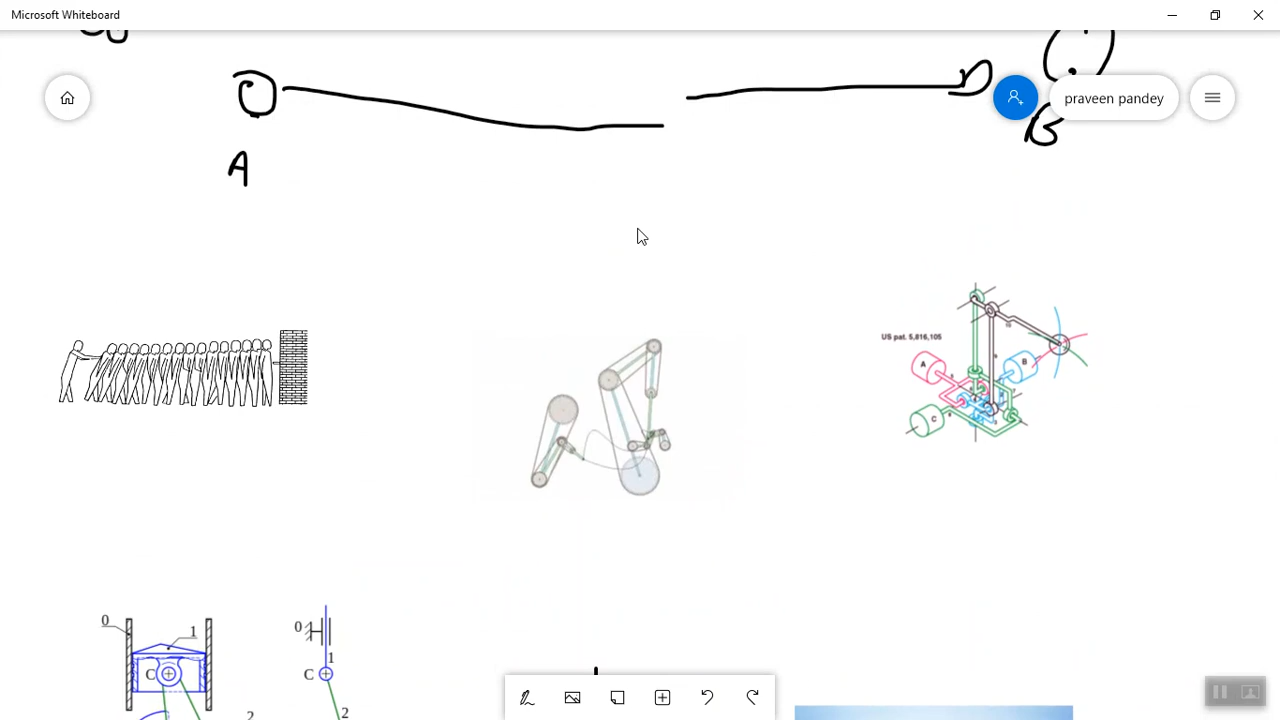 Microsoft Whiteboard
praveen pandey
A
B
US pat. 5,816,105
A
B
C
0
1
C
2
0
1
C
2